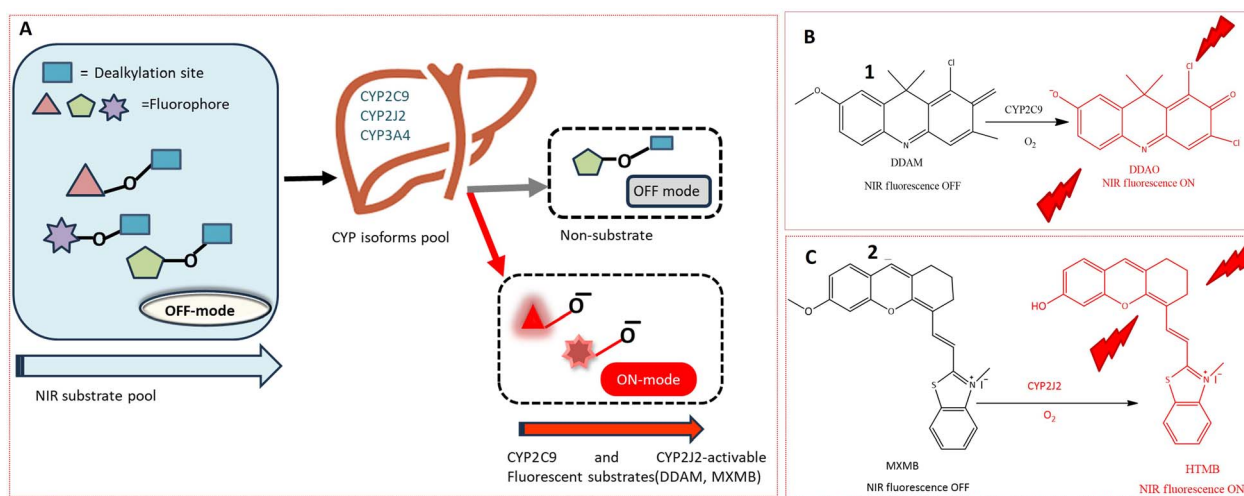 A
= Dealkylation site
=Fluorophore
O
O
O
OFF-mode
NIR substrate pool
CYP2C9
CYP2J2
CYP3A4
CYP isoforms pool
O
OFF mode
Non-substrate
O
O
ON-mode
CYP2C9 and CYP2J2-activable
Fluorescent substrates(DDAM, MXMB)
B
1
Cl
O
N
DDAM
NIR fluorescence OFF
CYP2C9
O2
Cl
-O
O
N
Cl
DDAO
NIR fluorescence ON
C
2
O
O
S
N+
I-
MXMB
NIR fluorescence OFF
CYP2J2
O2
HO
O
S
N+
I-
HTMB
NIR fluorescence ON